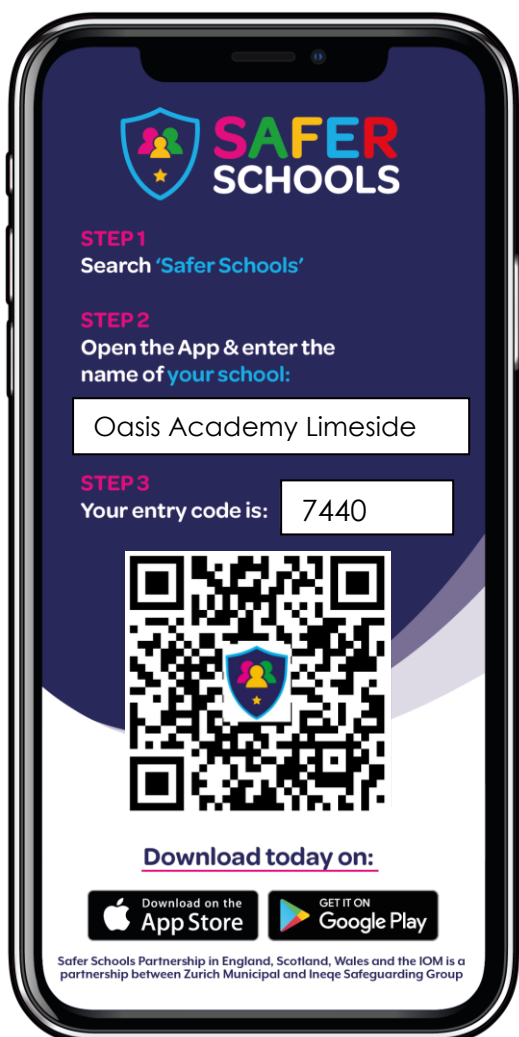 SAFER
SCHOOLS
STEP 1
Search ‘Safer Schools’
STEP 2
Open the App & enter the
name of your school:
Oasis Academy Limeside
STEP 3
Your entry code is: 7440
Download today on:
Download on the
App Store
GET IT ON
Google Play
Safer Schools Partnership in England, Scotland, Wales and the IOM is a
partnership between Zurich Municipal and Ineqe Safeguarding Group